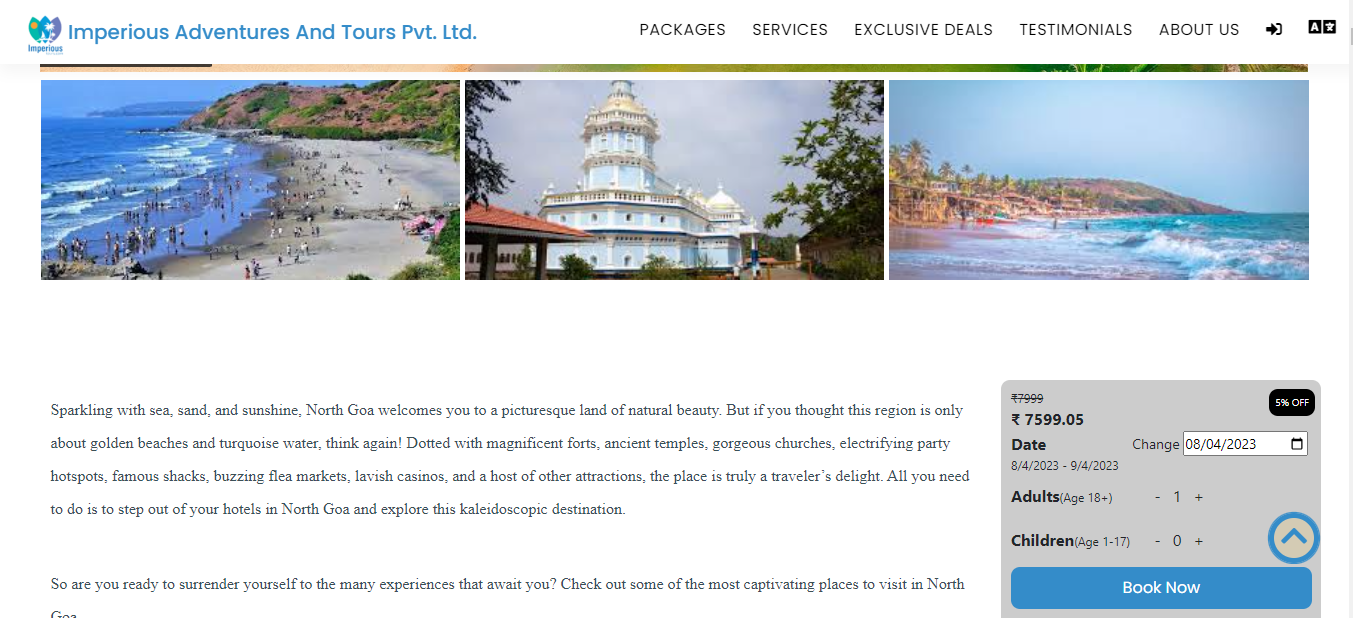 Imperious
Imperious Adventures And Tours Pvt. Ltd.
PACKAGES SERVICES EXCLUSIVE DEALS TESTIMONIALS ABOUT US
Sparkling with sea, sand, and sunshine, North Goa welcomes you to a picturesque land of natural beauty. But if you thought this region is only
about golden beaches and turquoise water, think again! Dotted with magnificent forts, ancient temples, gorgeous churches, electrifying party
hotspots, famous shacks, buzzing flea markets, lavish casinos, and a host of other attractions, the place is truly a traveler’s delight. All you need
to do is to step out of your hotels in North Goa and explore this kaleidoscopic destination.
So are you ready to surrender yourself to the many experiences that await you? Check out some of the most captivating places to visit in North
Goa
₹7999
5% OFF
₹ 7599.05
Date Change 08/04/2023
8/4/2023 - 9/4/2023
Adults(Age 18+) - 1 +
Children(Age 1-17) - 0 +
Book Now